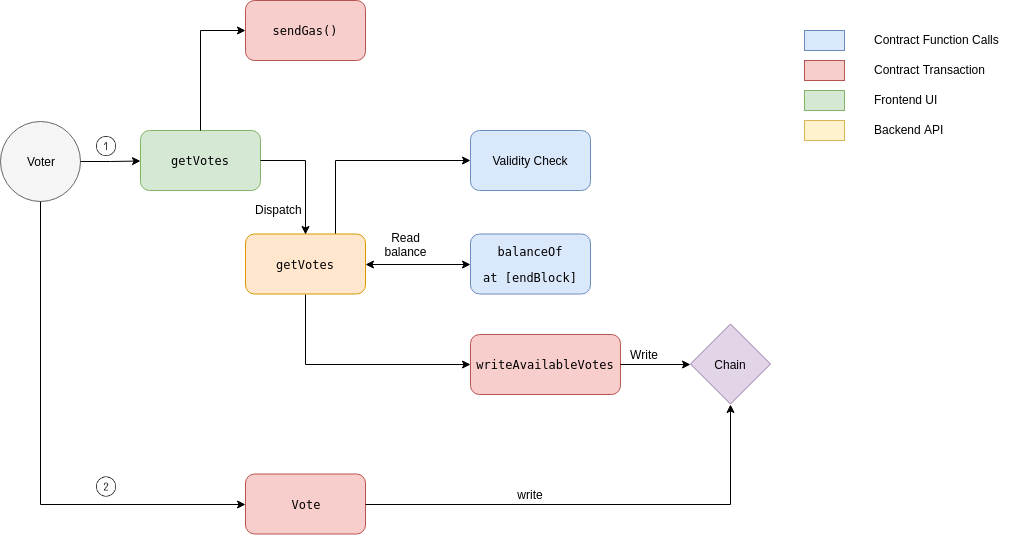 sendGas()
Contract Function Calls
Contract Transaction
Frontend UI
Backend API
1
Voter
getVotes
Validity Check
Dispatch
getVotes
Read
balance
balanceOf
at [endBlock]
writeAvailableVotes
Write
Chain
2
Vote
write